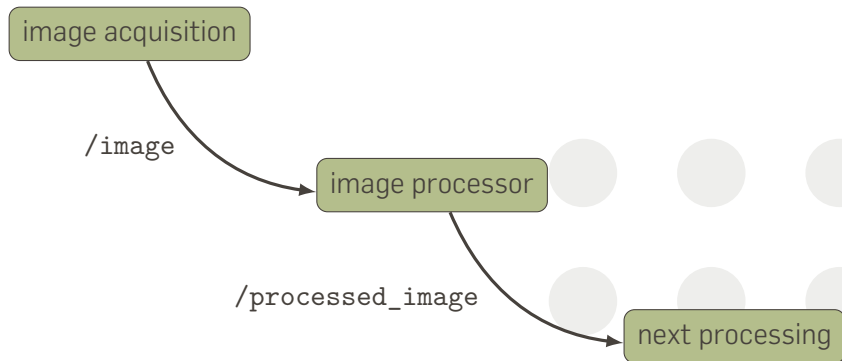 image acquisition
/image
image processor
/processed_image
next processing